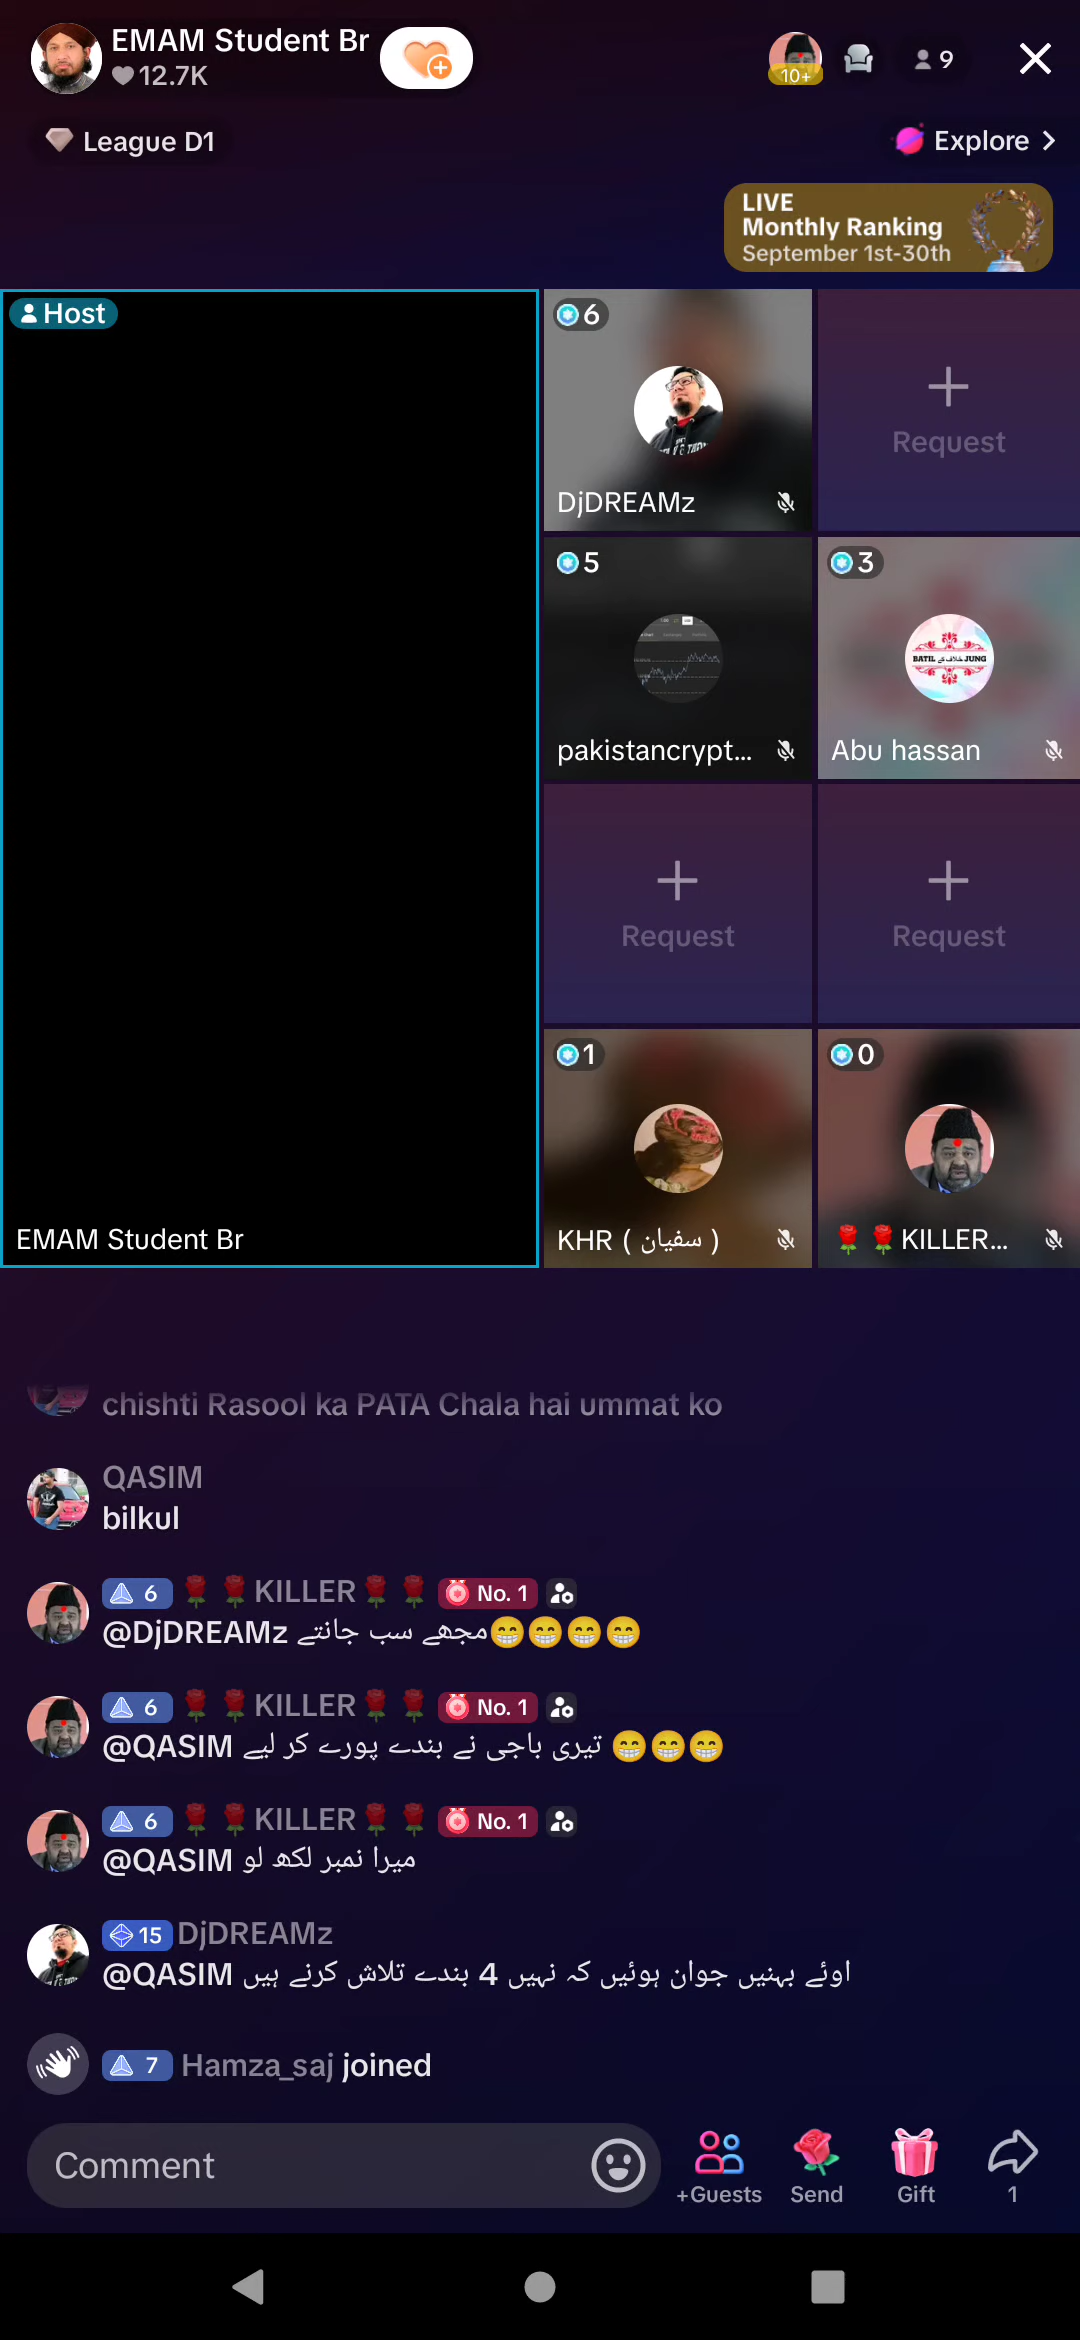 EMAM Student Br
12.7K
10+
9
League D1
Explore
LIVE
Monthly Ranking
September 1st-30th
Host
6
DjDREAMz
Request
5
pakistancrypt...
3
BATIL خلاف کے JUNG
Abu hassan
Request
Request
EMAM Student Br
1
KHR ( سفیان )
0
🌹🌹KILLER...
chishti Rasool ka PATA Chala hai ummat ko
QASIM
bilkul
6 🌹🌹KILLER🌹🌹 No. 1
@DjDREAMz مجھے سب جانتے😁😁😁😁
6 🌹🌹KILLER🌹🌹 No. 1
@QASIM تیری باجی نے بندے پورے کر لیے 😁😁😁
6 🌹🌹KILLER🌹🌹 No. 1
@QASIM میرا نمبر لکھ لو
15 DjDREAMz
@QASIM اوئے بہنیں جوان ہوئیں کہ نہیں 4 بندے تلاش کرنے ہیں
7 Hamza_saj joined
Comment
+Guests
Send
Gift
1